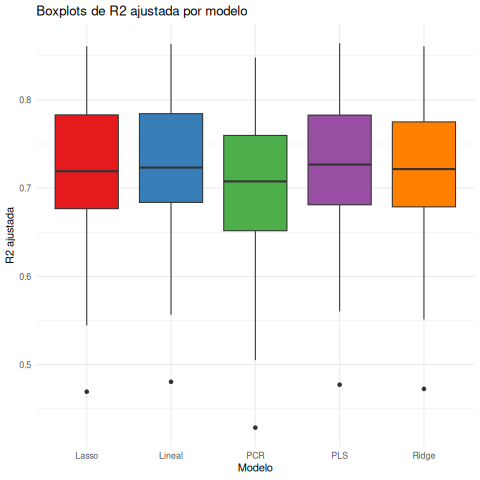 Boxplots de R2 ajustada por modelo
R2 ajustada
0.8
0.7
0.6
0.5
Lasso Lineal PCR PLS Ridge
Modelo